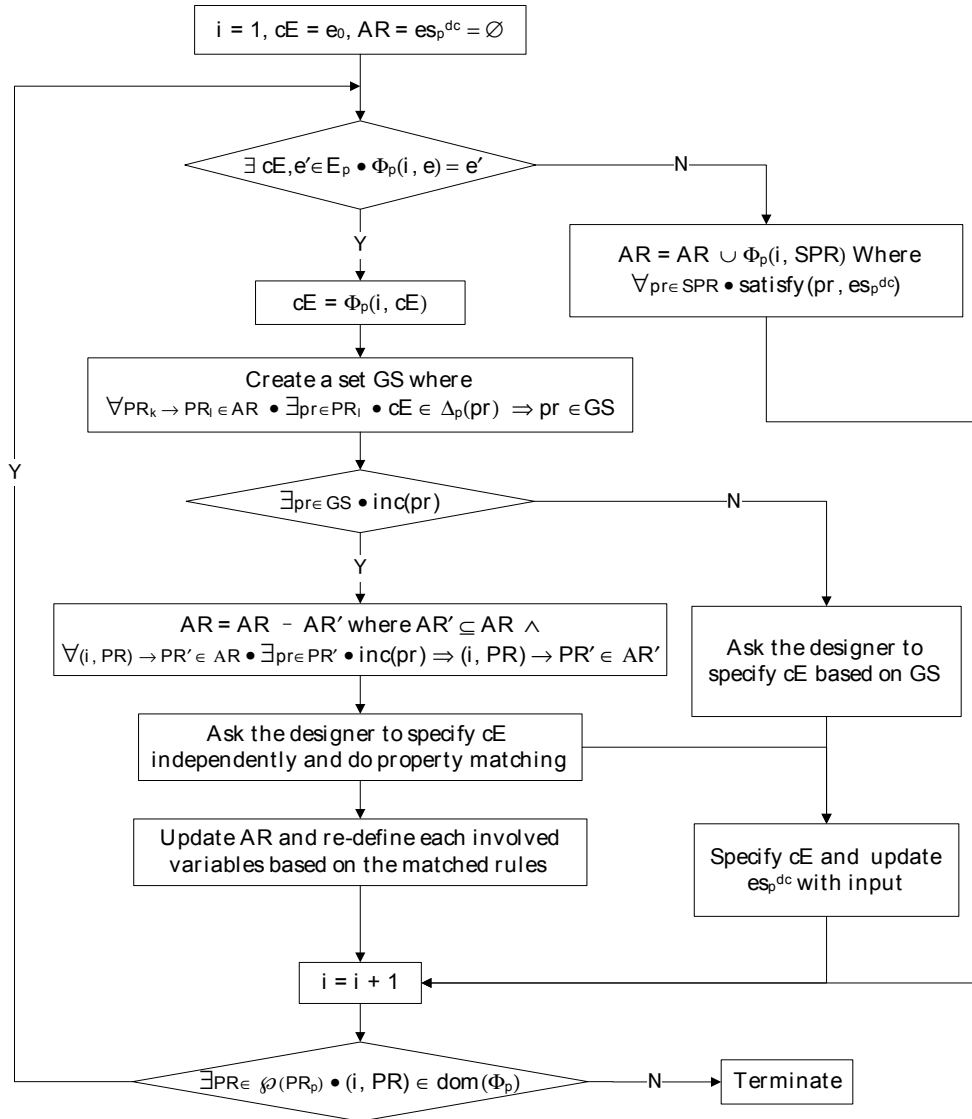 i = 1, cE = e₀, AR = esₚᵈᶜ = ∅
∃ cE,e′∈Eₚ • Φₚ(i, e) = e′
N
Y
AR = AR ∪ Φₚ(i, SPR) Where
∀pr∈SPR • satisfy(pr, esₚᵈᶜ)
cE = Φₚ(i, cE)
Create a set GS where
∀PRₖ → PRₗ ∈ AR • ∃pr∈PRₗ • cE ∈ Δₚ(pr) ⇒ pr ∈ GS
Y
∃pr∈ GS • inc(pr)
N
Y
AR = AR - AR′ where AR′ ⊆ AR ∧
∀(i, PR) → PR′ ∈ AR • ∃pr∈ PR′ • inc(pr) ⇒ (i, PR) → PR′ ∈ AR′
Ask the designer to
specify cE based on GS
Ask the designer to specify cE
independently and do property matching
Update AR and re-define each involved
variables based on the matched rules
Specify cE and update
esₚᵈᶜ with input
i = i + 1
∃PR∈ ℘(PRₚ) • (i, PR) ∈ dom(Φₚ)
N
Terminate